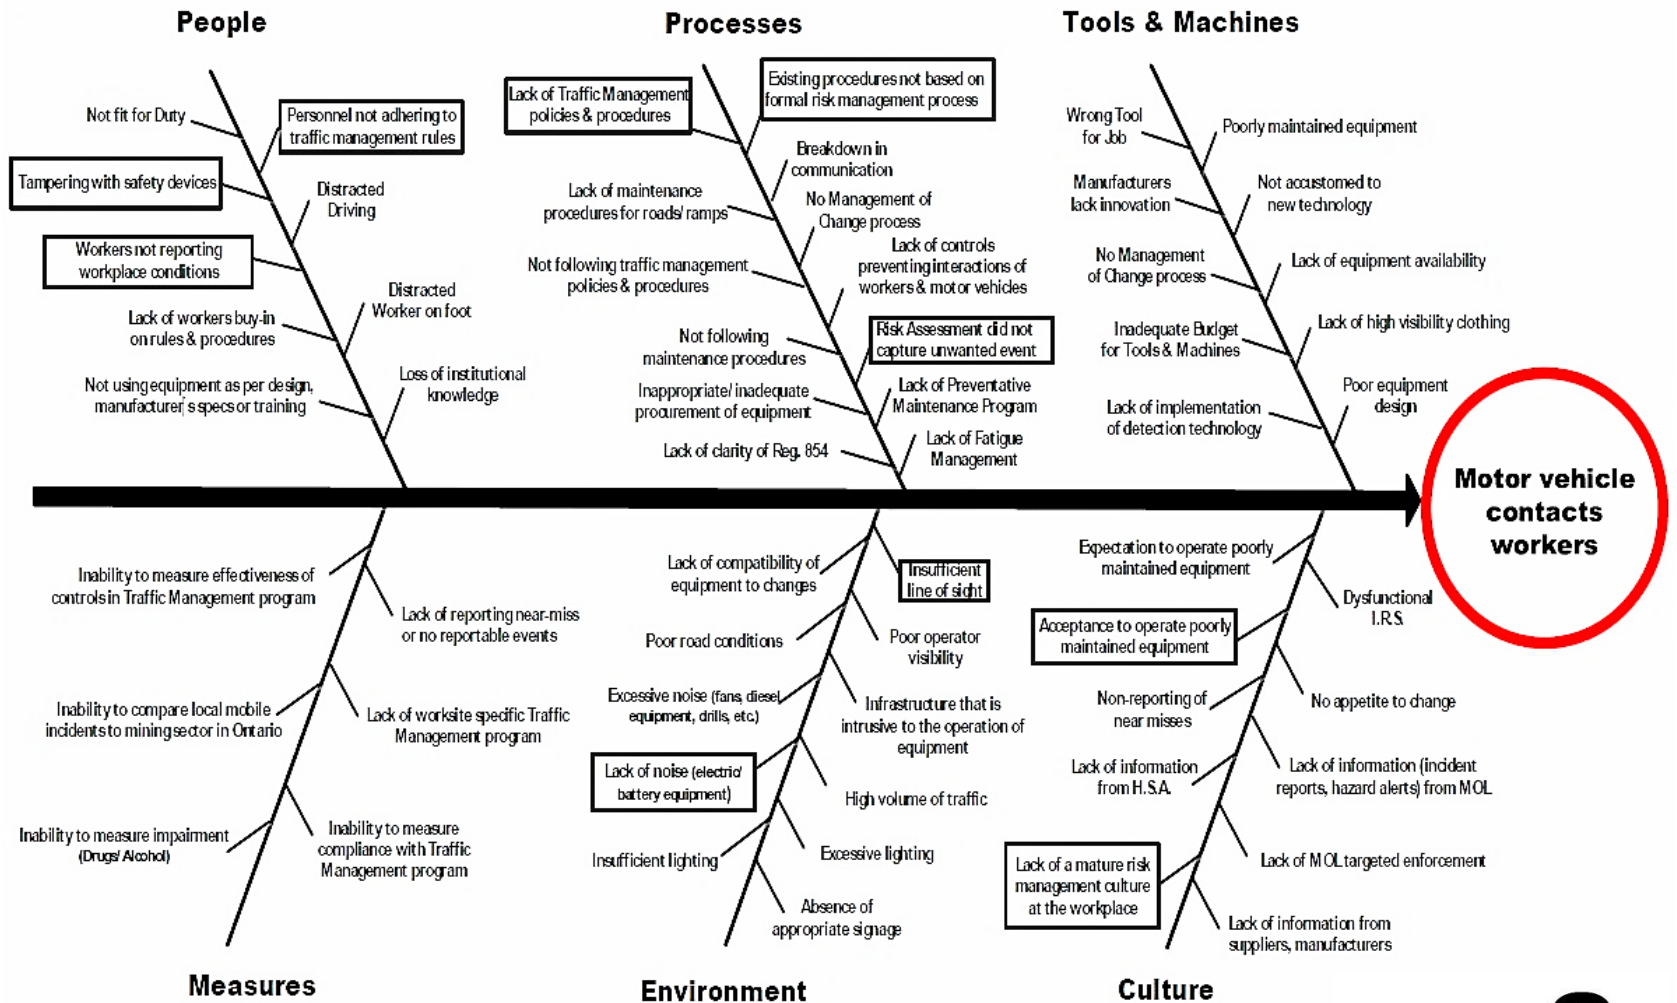 People
Processes
Tools & Machines
Not fit for Duty
Personnel not adhering to
traffic management rules
Tampering with safety devices
Distracted
Driving
Workers not reporting
workplace conditions
Distracted
Worker on foot
Lack of workers buy-in
on rules & procedures
Loss of institutional
knowledge
Not using equipment as per design,
manufacturer's specs or training
Lack of Traffic Management
policies & procedures
Existing procedures not based on
formal risk management process
Breakdown in
communication
Lack of maintenance
procedures for roads/ ramps
No Management of
Change process
Not following traffic management
policies & procedures
Lack of controls
preventing interactions of
workers & motor vehicles
Not following
maintenance procedures
Risk Assessment did not
capture unwanted event
Inappropriate/ inadequate
procurement of equipment
Lack of Preventative
Maintenance Program
Lack of clarity of Reg. 854
Lack of Fatigue
Management
Wrong Tool
for Job
Poorly maintained equipment
Manufacturers
lack innovation
Not accustomed to
new technology
No Management
of Change process
Lack of equipment availability
Inadequate Budget
for Tools & Machines
Lack of high visibility clothing
Lack of implementation
of detection technology
Poor equipment
design
Motor vehicle
contacts
workers
Inability to measure effectiveness of
controls in Traffic Management program
Lack of reporting near-miss
or no reportable events
Inability to compare local mobile
incidents to mining sector in Ontario
Lack of worksite specific Traffic
Management program
Inability to measure impairment
(Drugs/ Alcohol)
Inability to measure
compliance with Traffic
Management program
Lack of compatibility of
equipment to changes
Insufficient
line of sight
Poor road conditions
Poor operator
visibility
Excessive noise (fans, diesel
equipment, drills, etc.)
Infrastructure that is
intrusive to the operation of
equipment
Lack of noise (electric/
battery equipment)
High volume of traffic
Insufficient lighting
Excessive lighting
Absence of
appropriate signage
Expectation to operate poorly
maintained equipment
Dysfunctional
I.R.S.
Acceptance to operate poorly
maintained equipment
No appetite to change
Non-reporting of
near misses
Lack of information
from H.S.A.
Lack of information (incident
reports, hazard alerts) from MOL
Lack of a mature risk
management culture
at the workplace
Lack of MOL targeted enforcement
Lack of information from
suppliers, manufacturers
Measures
Environment
Culture